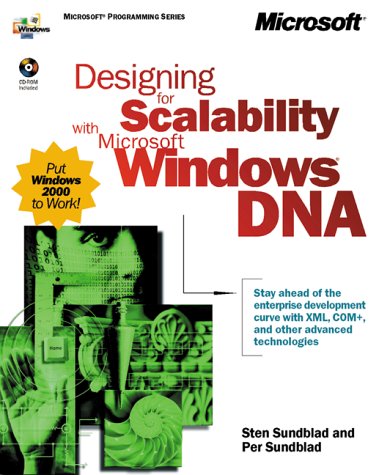 MICROSOFT® PROGRAMMING SERIES
Microsoft®
Windows
CD-ROM
Included
Designing
for Scalability
with Microsoft
Windows®
DNA
Put
Windows
2000
to Work!
Stay ahead of the
enterprise development
curve with XML, COM+,
and other advanced
technologies
Home
Sten Sundblad and
Per Sundblad